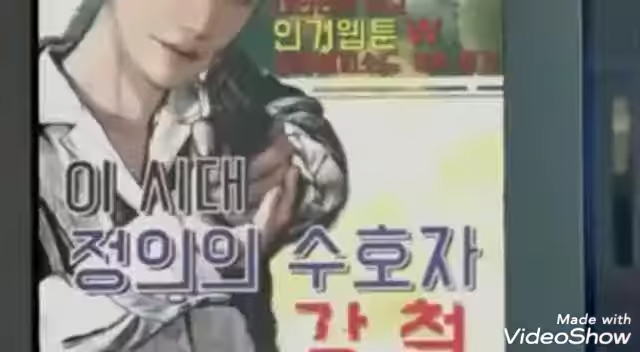 인기웹툰 W
이 시대
정의의 수호자
강 철
Made with
VideoShow